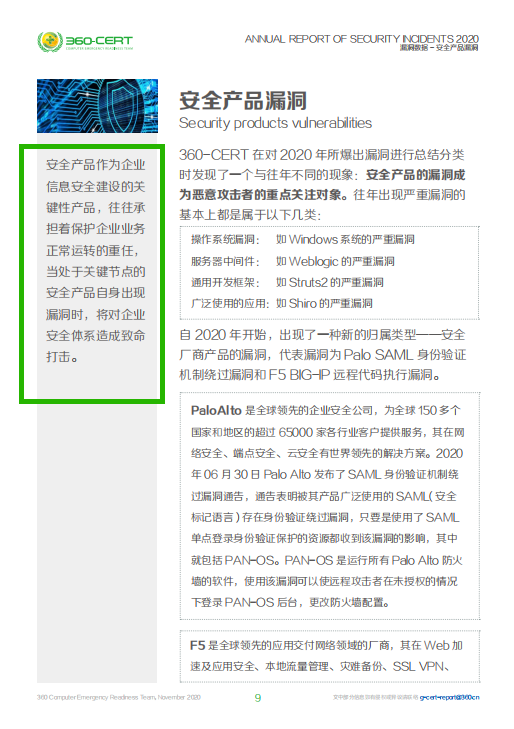 360-CERT
COMPUTER EMERGENCY READINESS TEAM
ANNUAL REPORT OF SECURITY INCIDENTS 2020
漏洞数据 - 安全产品漏洞
安全产品漏洞
Security products vulnerabilities
安全产品作为企业
信息安全建设的关
键性产品，往往承
担着保护企业业务
正常运转的重任，
当处于关键节点的
安全产品自身出现
漏洞时，将对企业
安全体系造成致命
打击。
360-CERT 在对 2020 年所爆出漏洞进行总结分类
时发现了一个与往年不同的现象：安全产品的漏洞成
为恶意攻击者的重点关注对象。往年出现严重漏洞的
基本上都是属于以下几类：
操作系统漏洞： 如 Windows 系统的严重漏洞
服务器中间件： 如 Weblogic 的严重漏洞
通用开发框架： 如 Struts2 的严重漏洞
广泛使用的应用：如 Shiro 的严重漏洞
自 2020 年开始，出现了一种新的归属类型——安全
厂商产品的漏洞，代表漏洞为 Palo SAML 身份验证
机制绕过漏洞和 F5 BIG-IP 远程代码执行漏洞。
PaloAlto 是全球领先的企业安全公司，为全球 150 多个
国家和地区的超过 65000 家各行业客户提供服务，其在网
络安全、端点安全、云安全有世界领先的解决方案。2020
年 06 月 30 日 Palo Alto 发布了 SAML 身份验证机制绕
过漏洞通告，通告表明被其产品广泛使用的 SAML( 安全
标记语言 ) 存在身份验证绕过漏洞，只要是使用了 SAML
单点登录身份验证保护的资源都收到该漏洞的影响，其中
就包括 PAN-OS。PAN-OS 是运行所有 Palo Alto 防火
墙的软件，使用该漏洞可以使远程攻击者在未授权的情况
下登录 PAN-OS 后台，更改防火墙配置。
F5 是全球领先的应用交付网络领域的厂商，其在 Web 加
速及应用安全、本地流量管理、灾难备份、SSL VPN、
360 Computer Emergency Readiness Team, November 2020
9
g-cert-report@360.cn